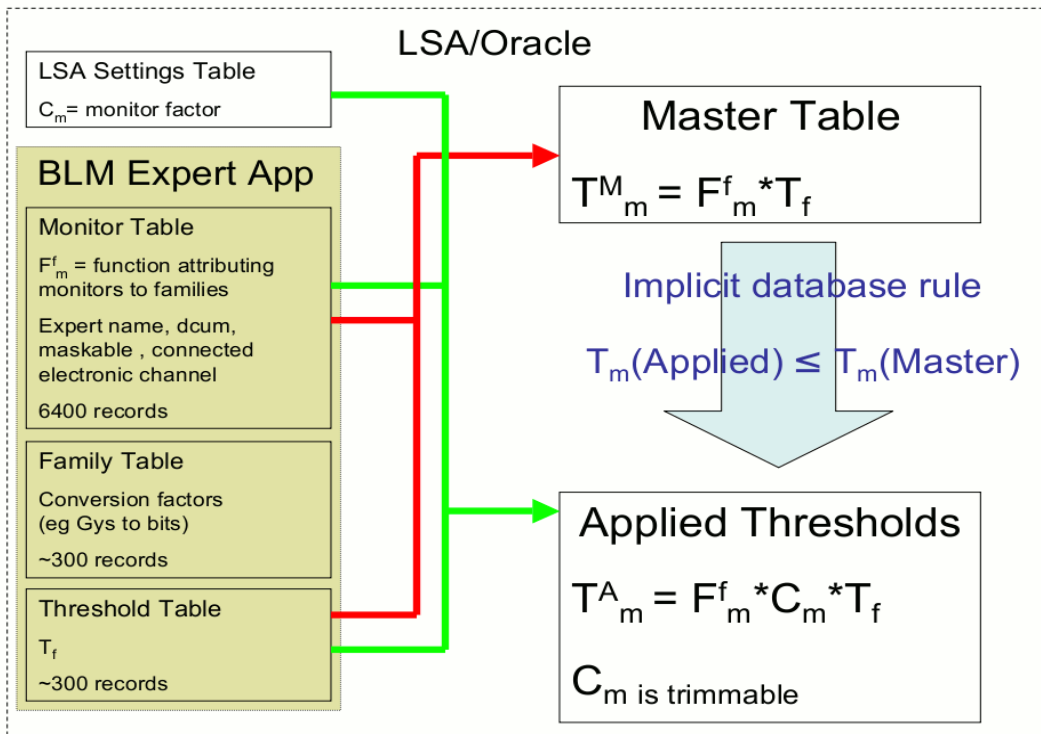 LSA/Oracle
LSA Settings Table
Cm= monitor factor
BLM Expert App
Monitor Table
Ffm = function attributing
monitors to families
Expert name, dcum,
maskable , connected
electronic channel
6400 records
Family Table
Conversion factors
(eg Gys to bits)
~300 records
Threshold Table
Tf
~300 records
Master Table
TMm = Ffm*Tf
Implicit database rule
Tm(Applied) ≤ Tm(Master)
Applied Thresholds
TAm = Ffm*Cm*Tf
Cm is trimmable